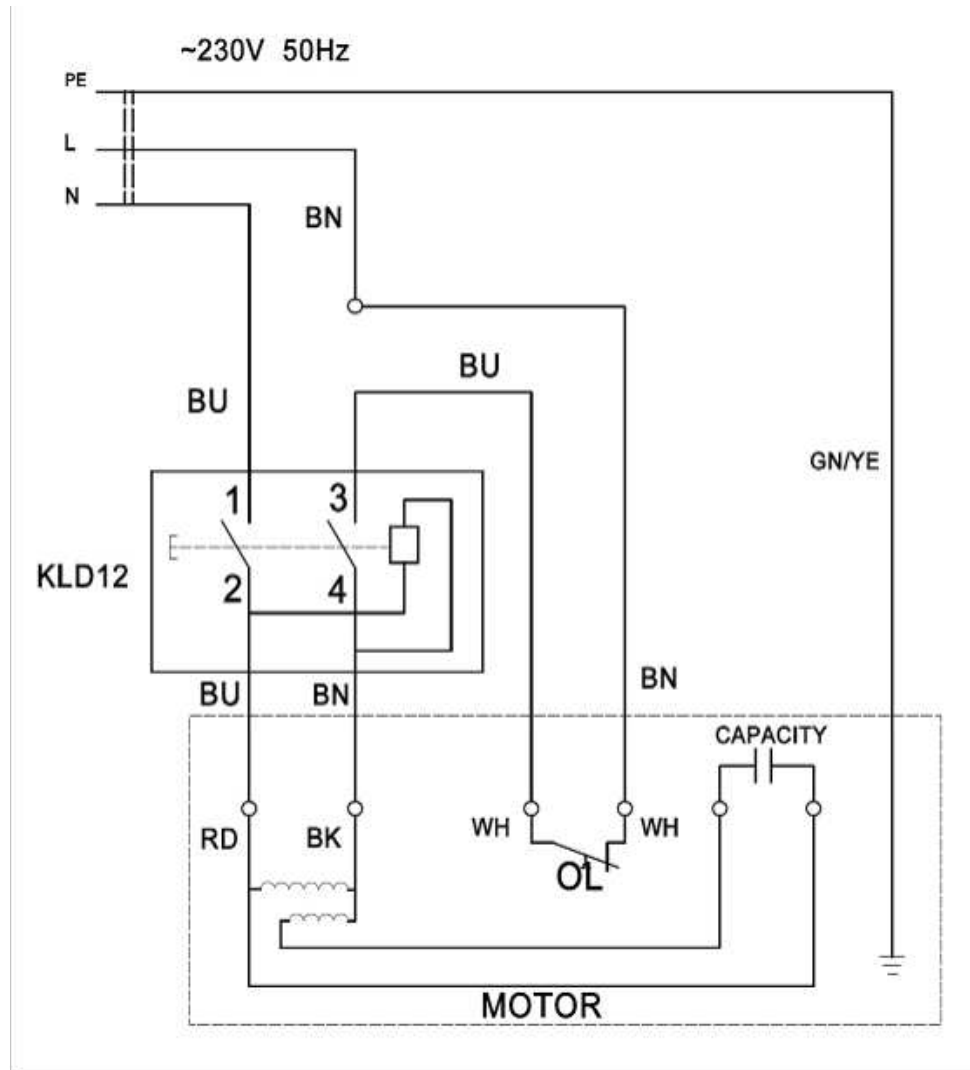 ~230V 50Hz
PE
L
N
BN
BU
BU
GN/YE
1
3
KLD12
2
4
BU
BN
BN
CAPACITY
RD
BK
WH
WH
OL
MOTOR